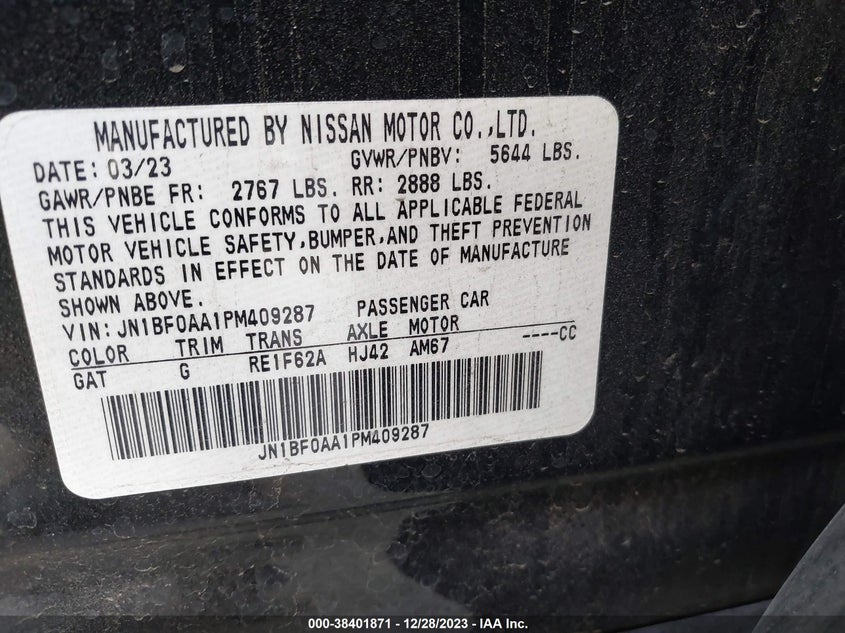 MANUFACTURED BY NISSAN MOTOR CO.,LTD.
DATE: 03/23 GVWR/PNBV: 5644 LBS.
GAWR/PNBE FR: 2767 LBS. RR: 2888 LBS.
THIS VEHICLE CONFORMS TO ALL APPLICABLE FEDERAL
MOTOR VEHICLE SAFETY,BUMPER,AND THEFT PREVENTION
STANDARDS IN EFFECT ON THE DATE OF MANUFACTURE
SHOWN ABOVE.
VIN: JN1BF0AA1PM409287 PASSENGER CAR
COLOR TRIM TRANS AXLE MOTOR
GAT G RE1F62A HJ42 AM67 ----CC
JN1BF0AA1PM409287
000-38401871 - 12/28/2023 - IAA Inc.